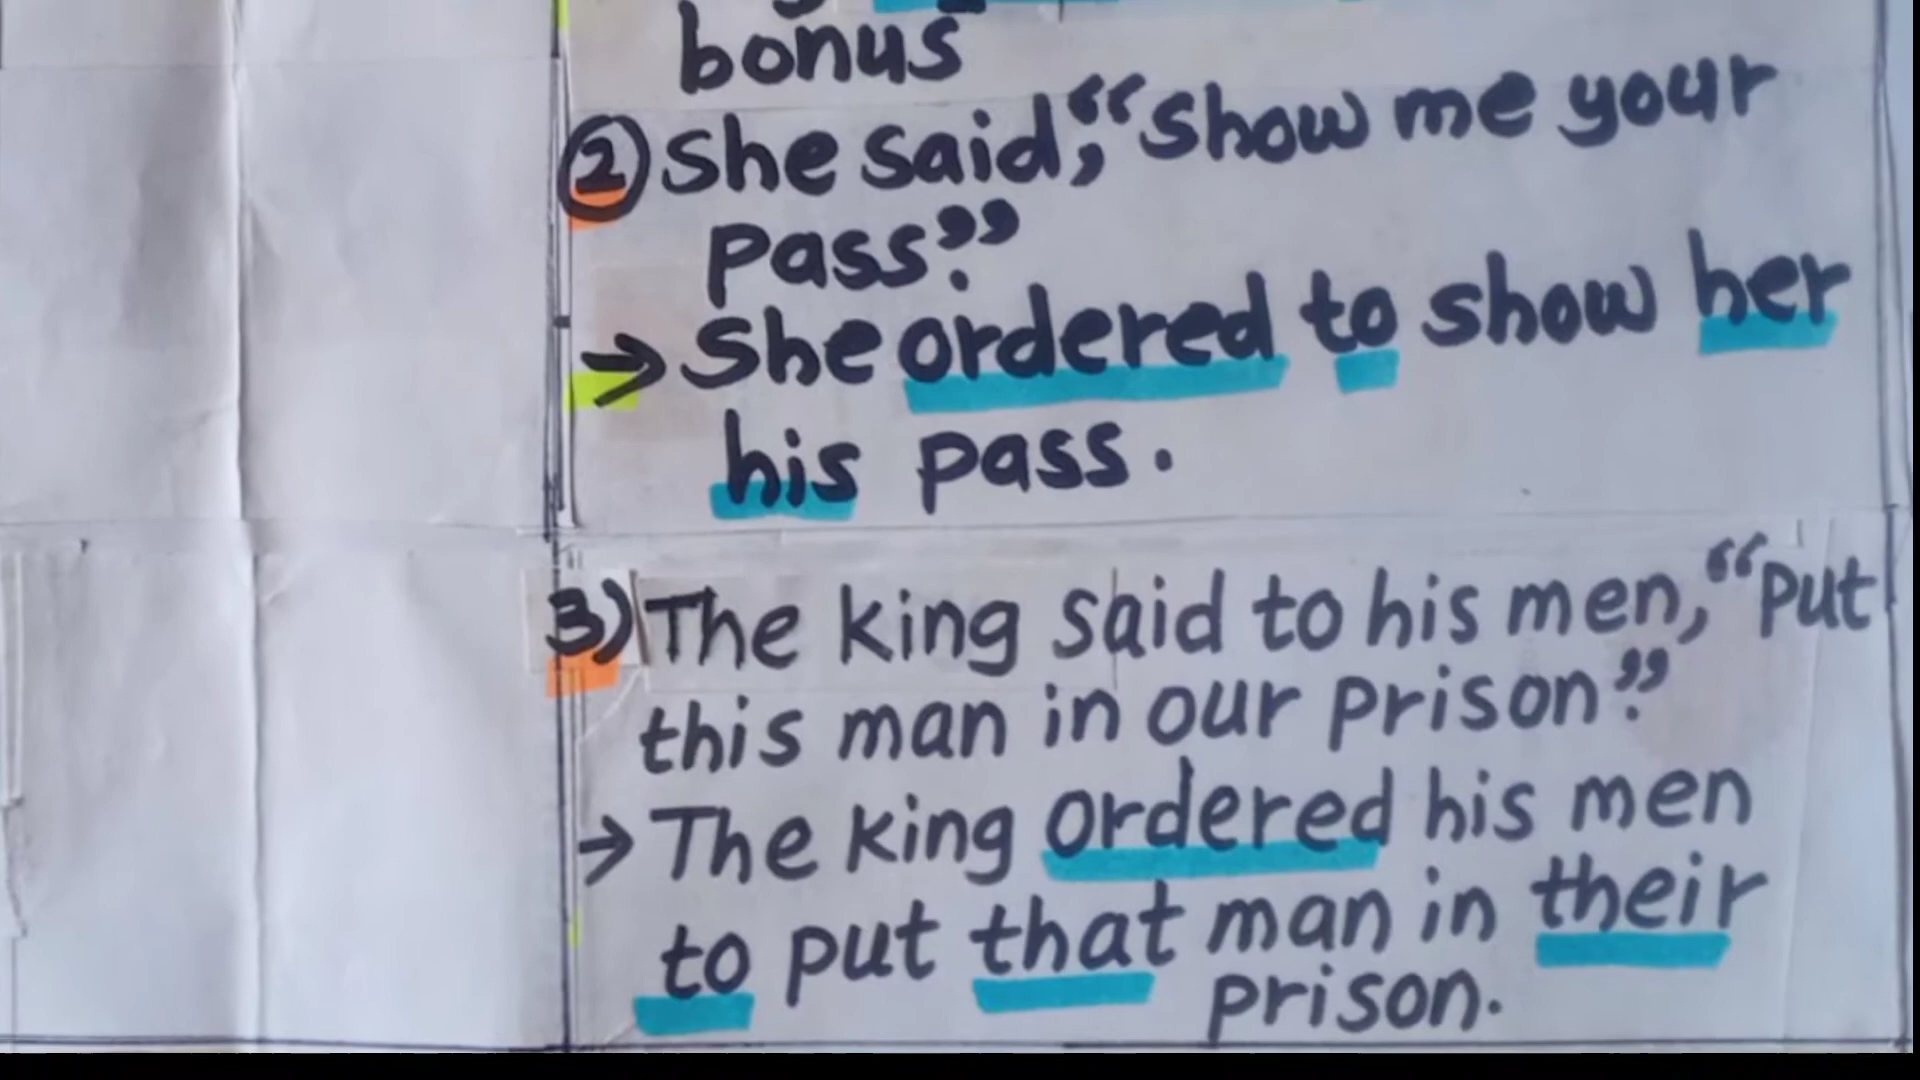 bonus
② She said, “Show me your
pass.”
→ She ordered to show her
his pass.
3) The king said to his men, “Put
this man in our prison.”
→ The king ordered his men
to put that man in their
prison.